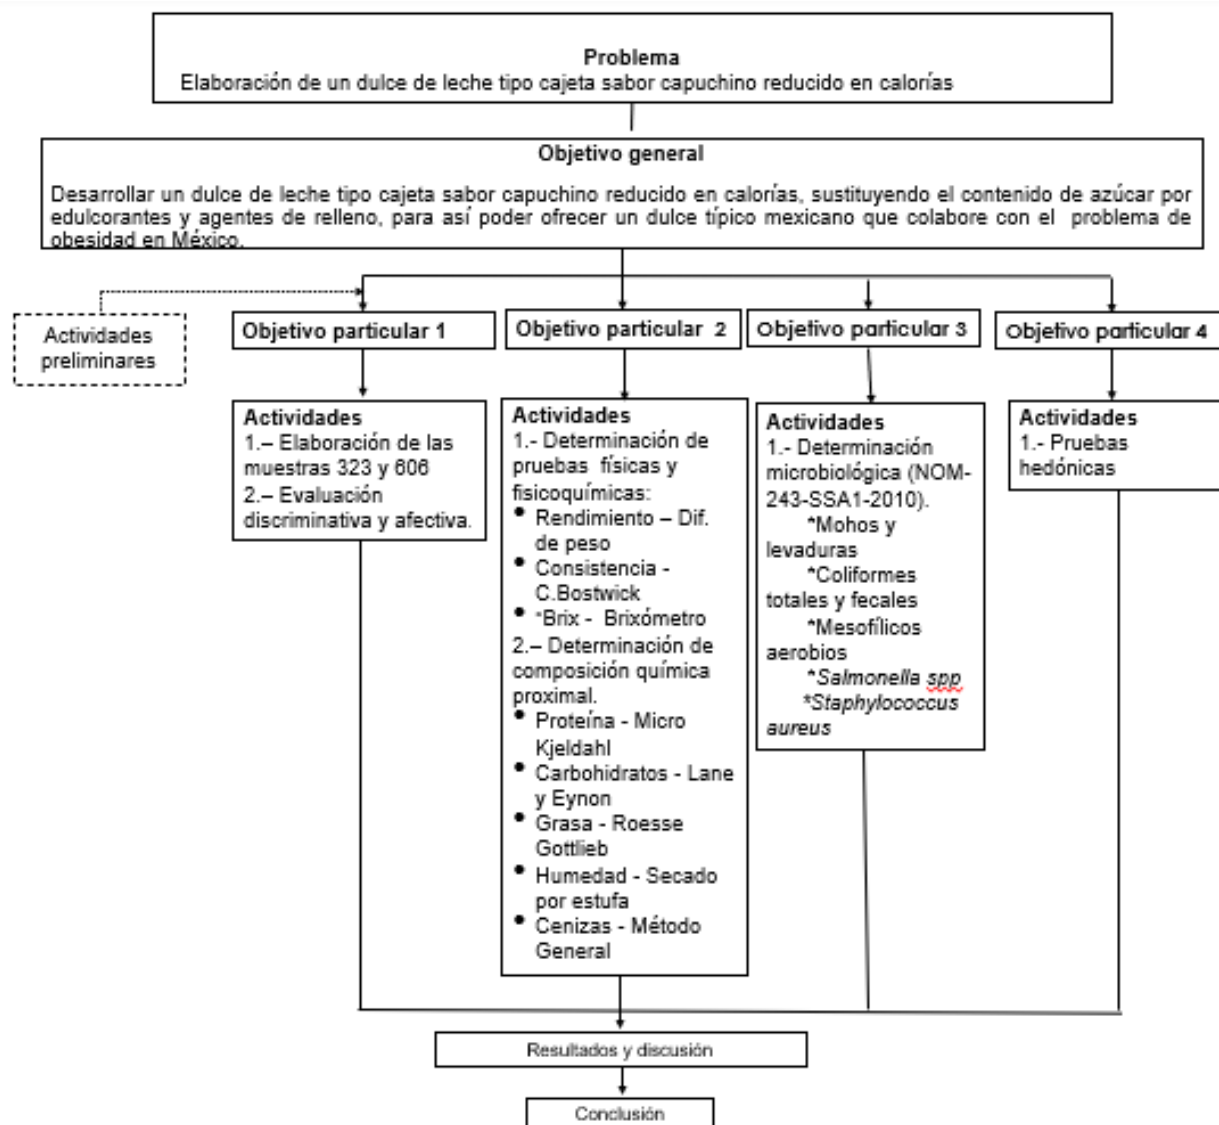 Problema
Elaboración de un dulce de leche tipo cajeta sabor capuchino reducido en calorías
Objetivo general
Desarrollar un dulce de leche tipo cajeta sabor capuchino reducido en calorías, sustituyendo el contenido de azúcar por
edulcorantes y agentes de relleno, para así poder ofrecer un dulce típico mexicano que colabore con el problema de
obesidad en México.
Actividades
preliminares
Objetivo particular 1
Actividades
1.– Elaboración de las
muestras 323 y 606
2.– Evaluación
discriminativa y afectiva.
Objetivo particular 2
Actividades
1.- Determinación de
pruebas físicas y
fisicoquímicas:
• Rendimiento – Dif.
de peso
• Consistencia -
C.Bostwick
• °Brix - Brixómetro
2.– Determinación de
composición química
proximal.
• Proteína - Micro
Kjeldahl
• Carbohidratos - Lane
y Eynon
• Grasa - Roesse
Gottlieb
• Humedad - Secado
por estufa
• Cenizas - Método
General
Objetivo particular 3
Actividades
1.- Determinación
microbiológica (NOM-
243-SSA1-2010).
*Mohos y
levaduras
*Coliformes
totales y fecales
*Mesofílicos
aerobios
*Salmonella spp
*Staphylococcus
aureus
Objetivo particular 4
Actividades
1.- Pruebas
hedónicas
Resultados y discusión
Conclusión